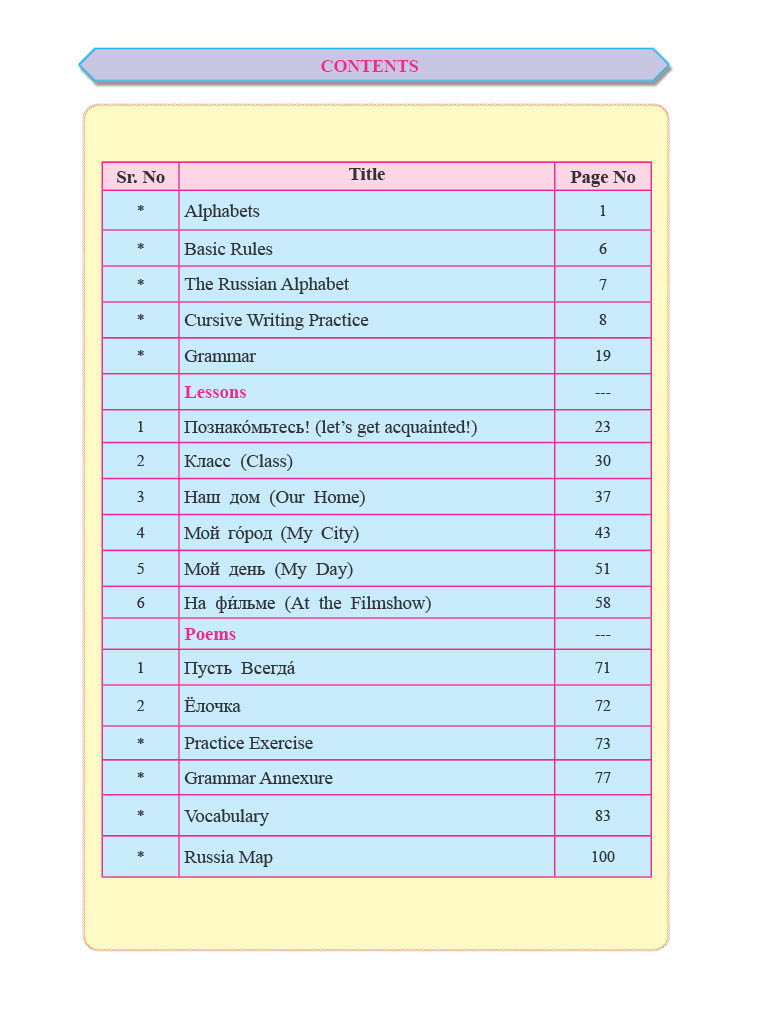 CONTENTS
Sr. No Title Page No
* Alphabets 1
* Basic Rules 6
* The Russian Alphabet 7
* Cursive Writing Practice 8
* Grammar 19
Lessons ---
1 Познако́мьтесь! (let’s get acquainted!) 23
2 Класс (Class) 30
3 Наш дом (Our Home) 37
4 Мой го́род (My City) 43
5 Мой день (My Day) 51
6 На фи́льме (At the Filmshow) 58
Poems ---
1 Пусть Всегда́ 71
2 Ёлочка 72
* Practice Exercise 73
* Grammar Annexure 77
* Vocabulary 83
* Russia Map 100